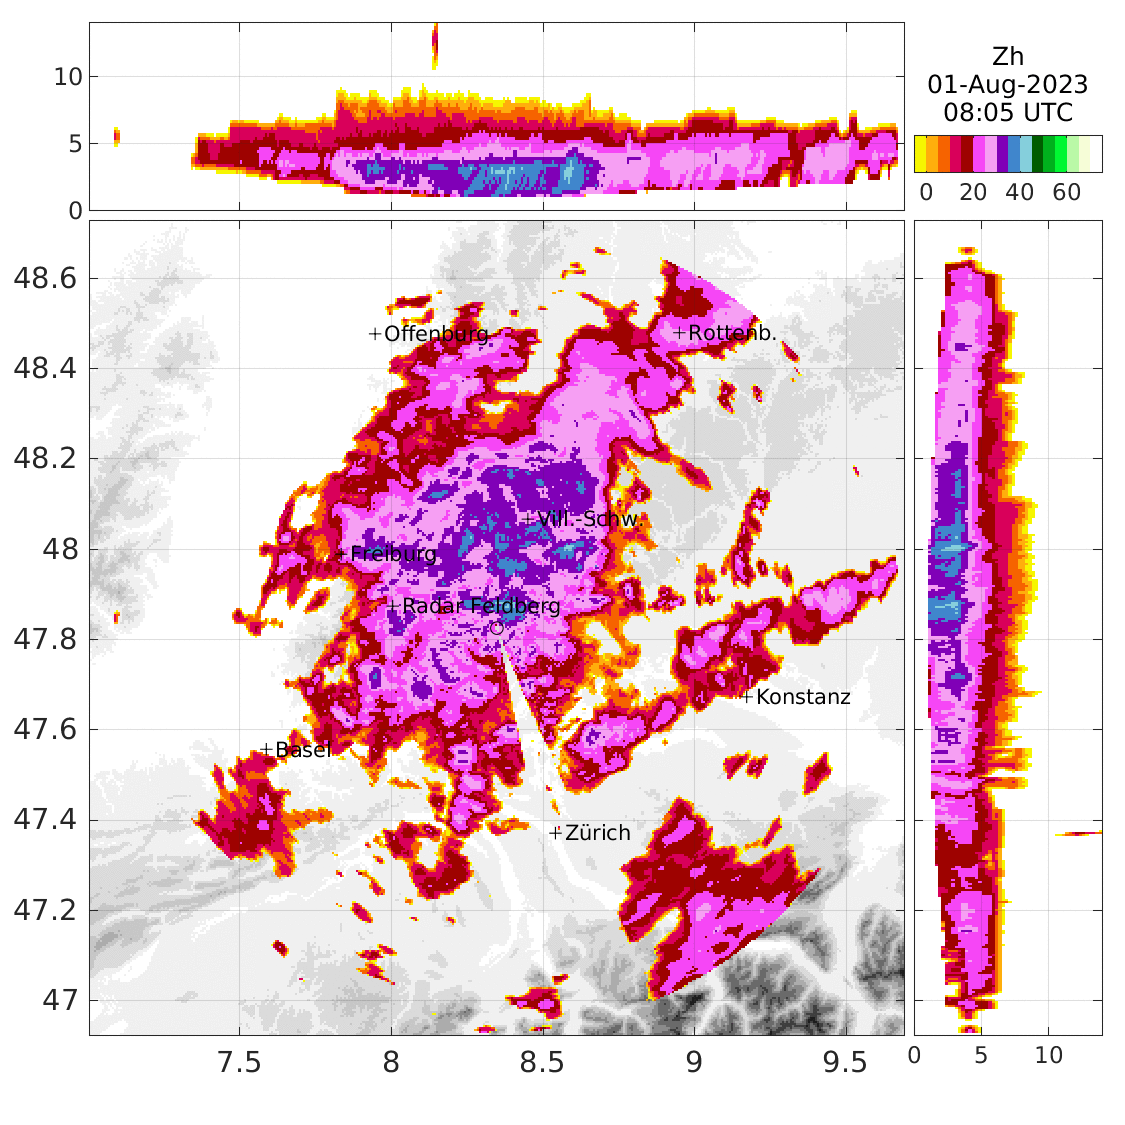 Zh
01-Aug-2023
08:05 UTC
0 20 40 60
10
5
0
48.6
48.4
48.2
48
47.8
47.6
47.4
47.2
47
+Offenburg
+Rottenb.
+Vill.-Schw.
+Freiburg
+Radar Feldberg
+Konstanz
+Basel
+Zürich
7.5 8 8.5 9 9.5
0 5 10